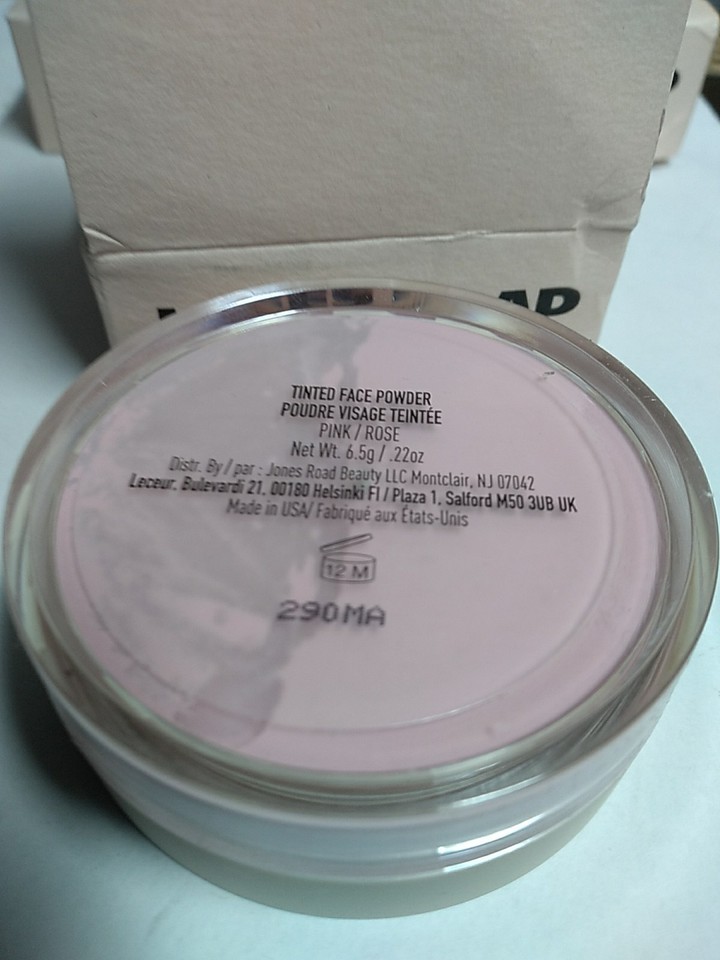 TINTED FACE POWDER
POUDRE VISAGE TEINTÉE
PINK / ROSE
Net Wt. 6.5g / .22oz
Distr. By / par : Jones Road Beauty LLC Montclair, NJ 07042
Leceur. Bulevardi 21, 00180 Helsinki FI / Plaza 1, Salford M50 3UB UK
Made in USA/ Fabriqué aux États-Unis
12 M
290MA